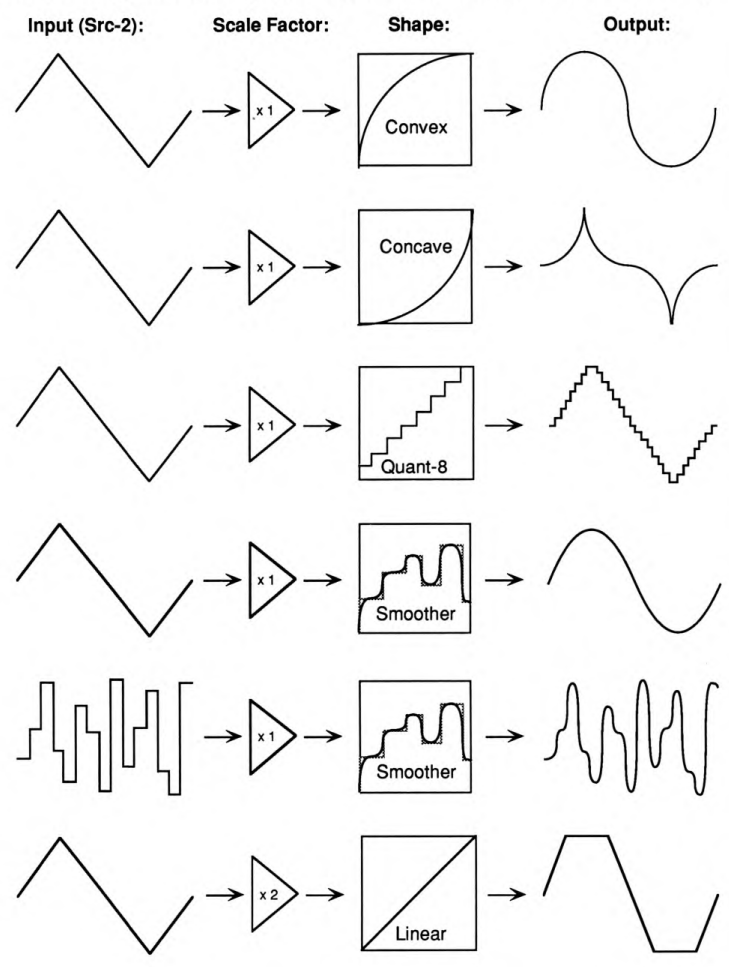 Input (Src-2): Scale Factor: Shape: Output:
x 1 Convex
x 1 Concave
x 1 Quant-8
x 1 Smoother
x 1 Smoother
x 2 Linear